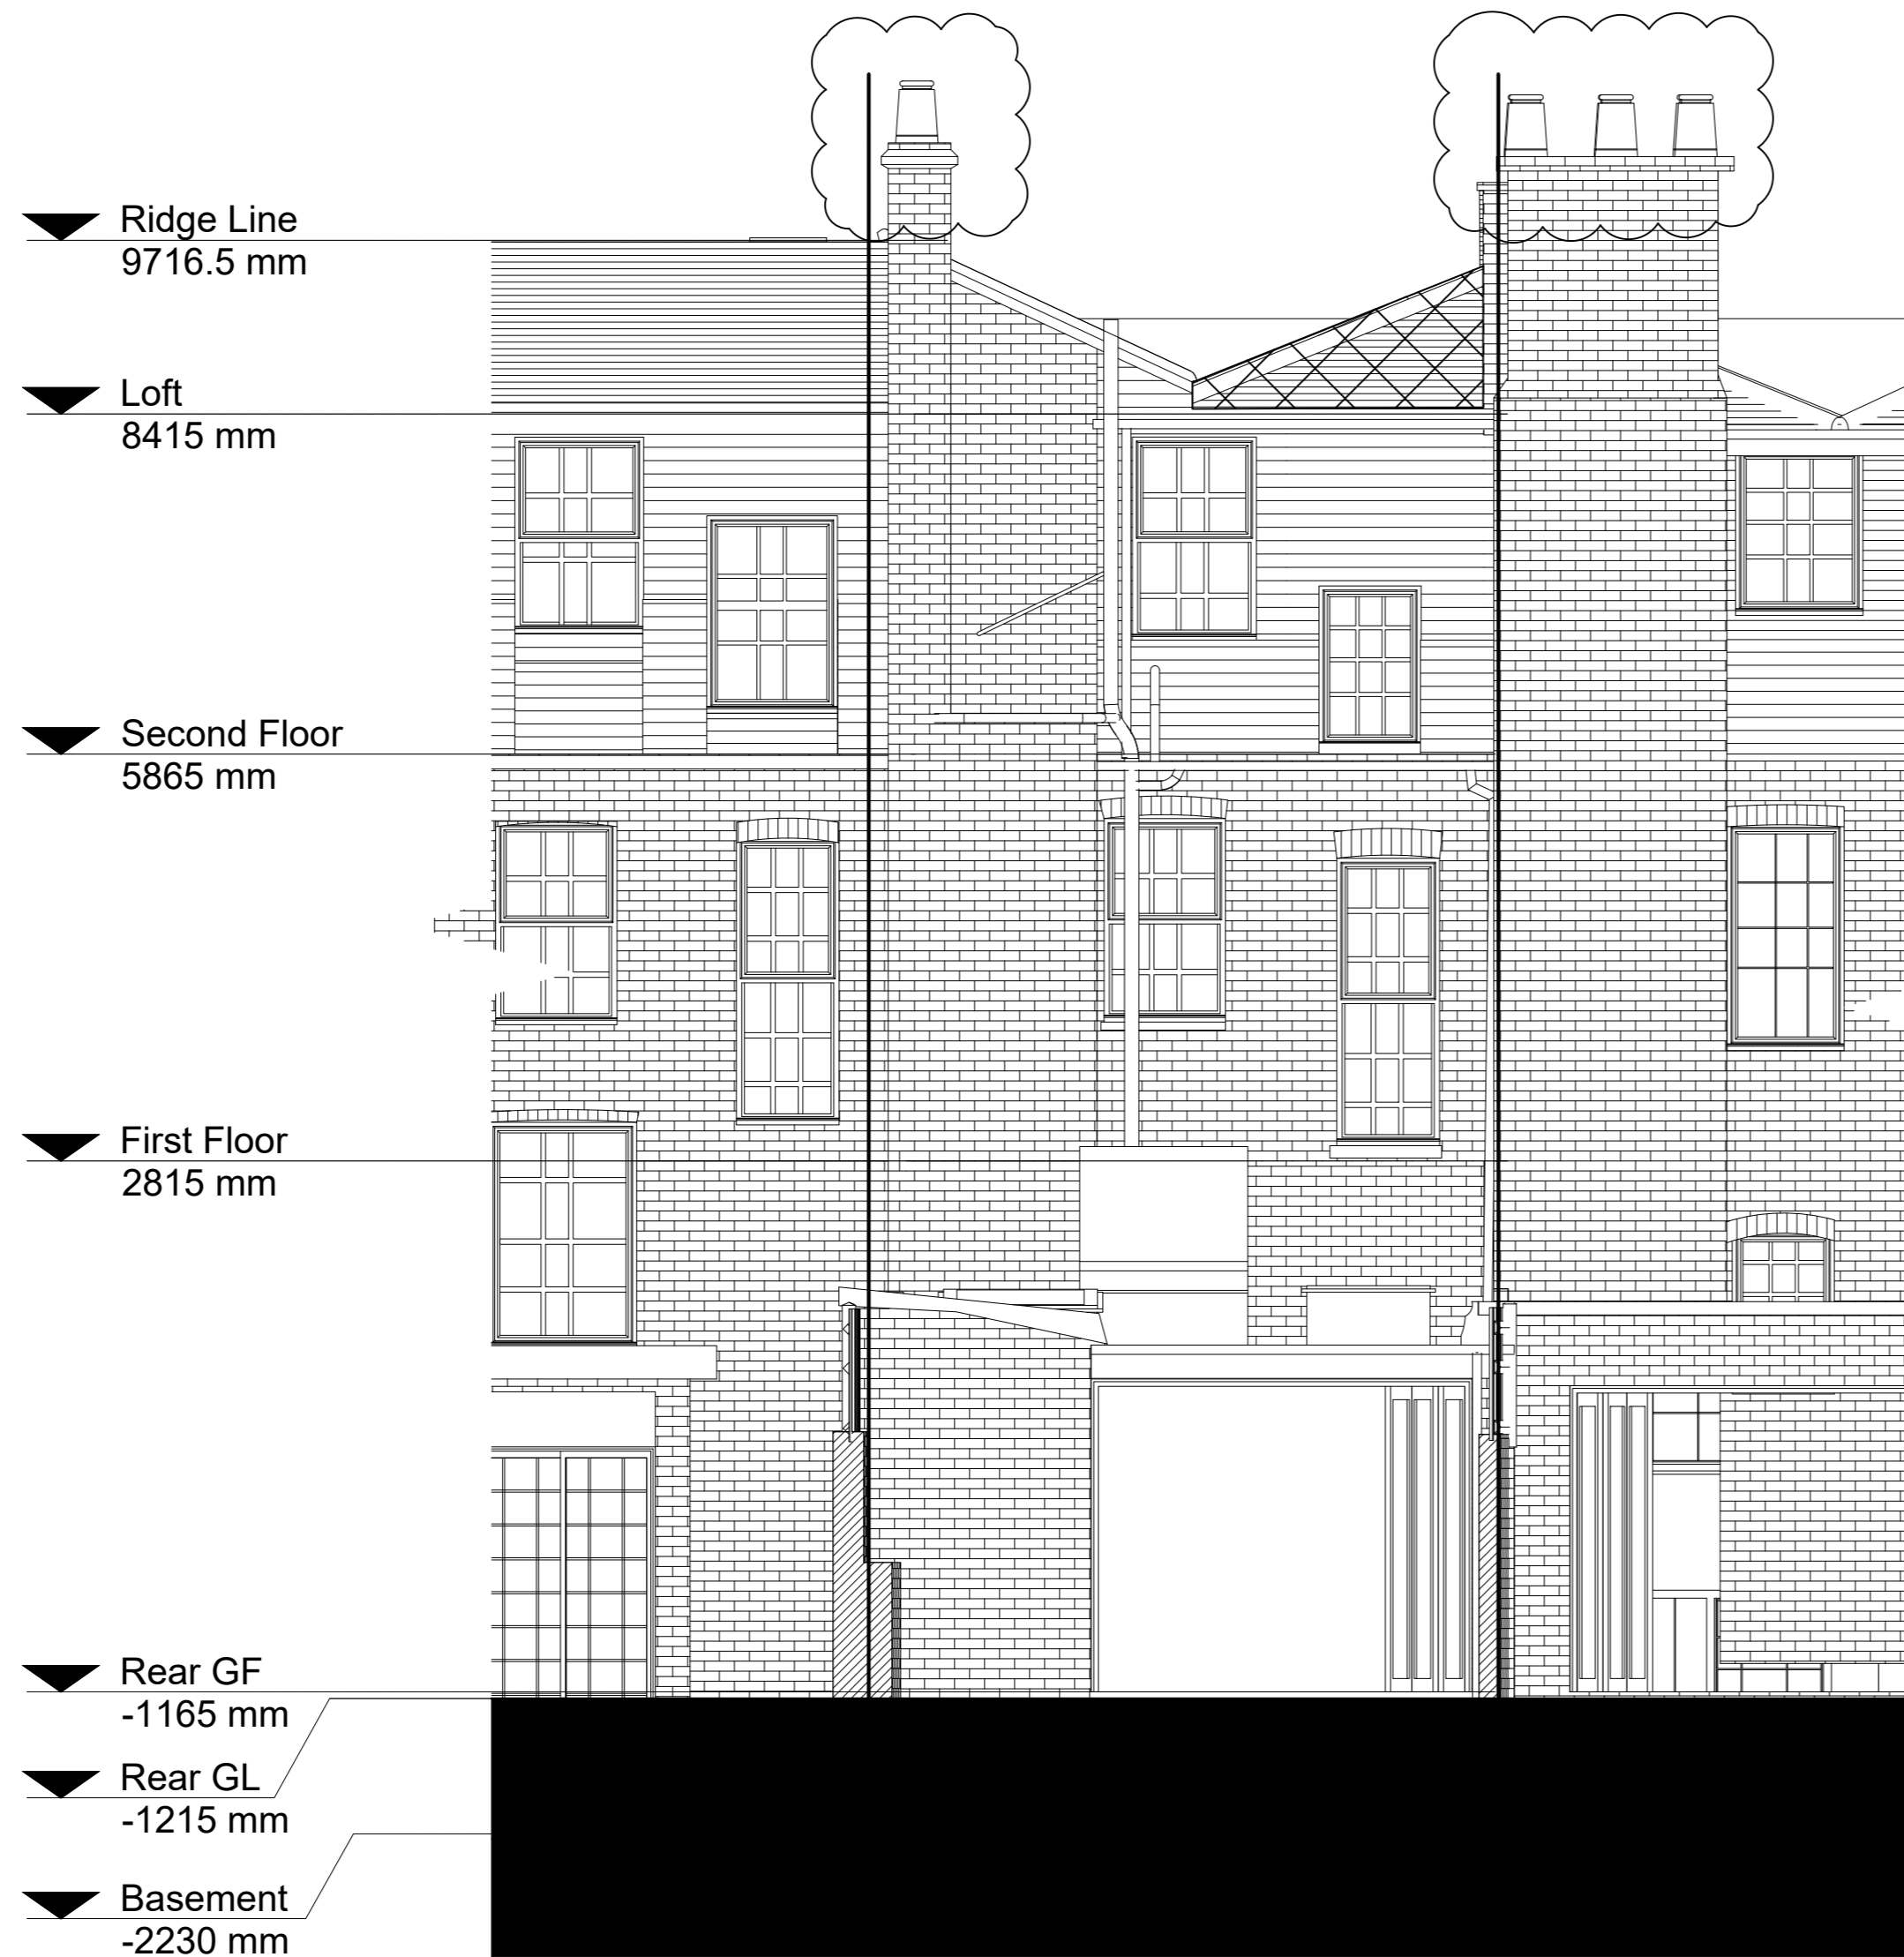 Ridge Line
9716.5 mm
Loft
8415 mm
Second Floor
5865 mm
First Floor
2815 mm
Rear GF
-1165 mm
Rear GL
-1215 mm
Basement
-2230 mm